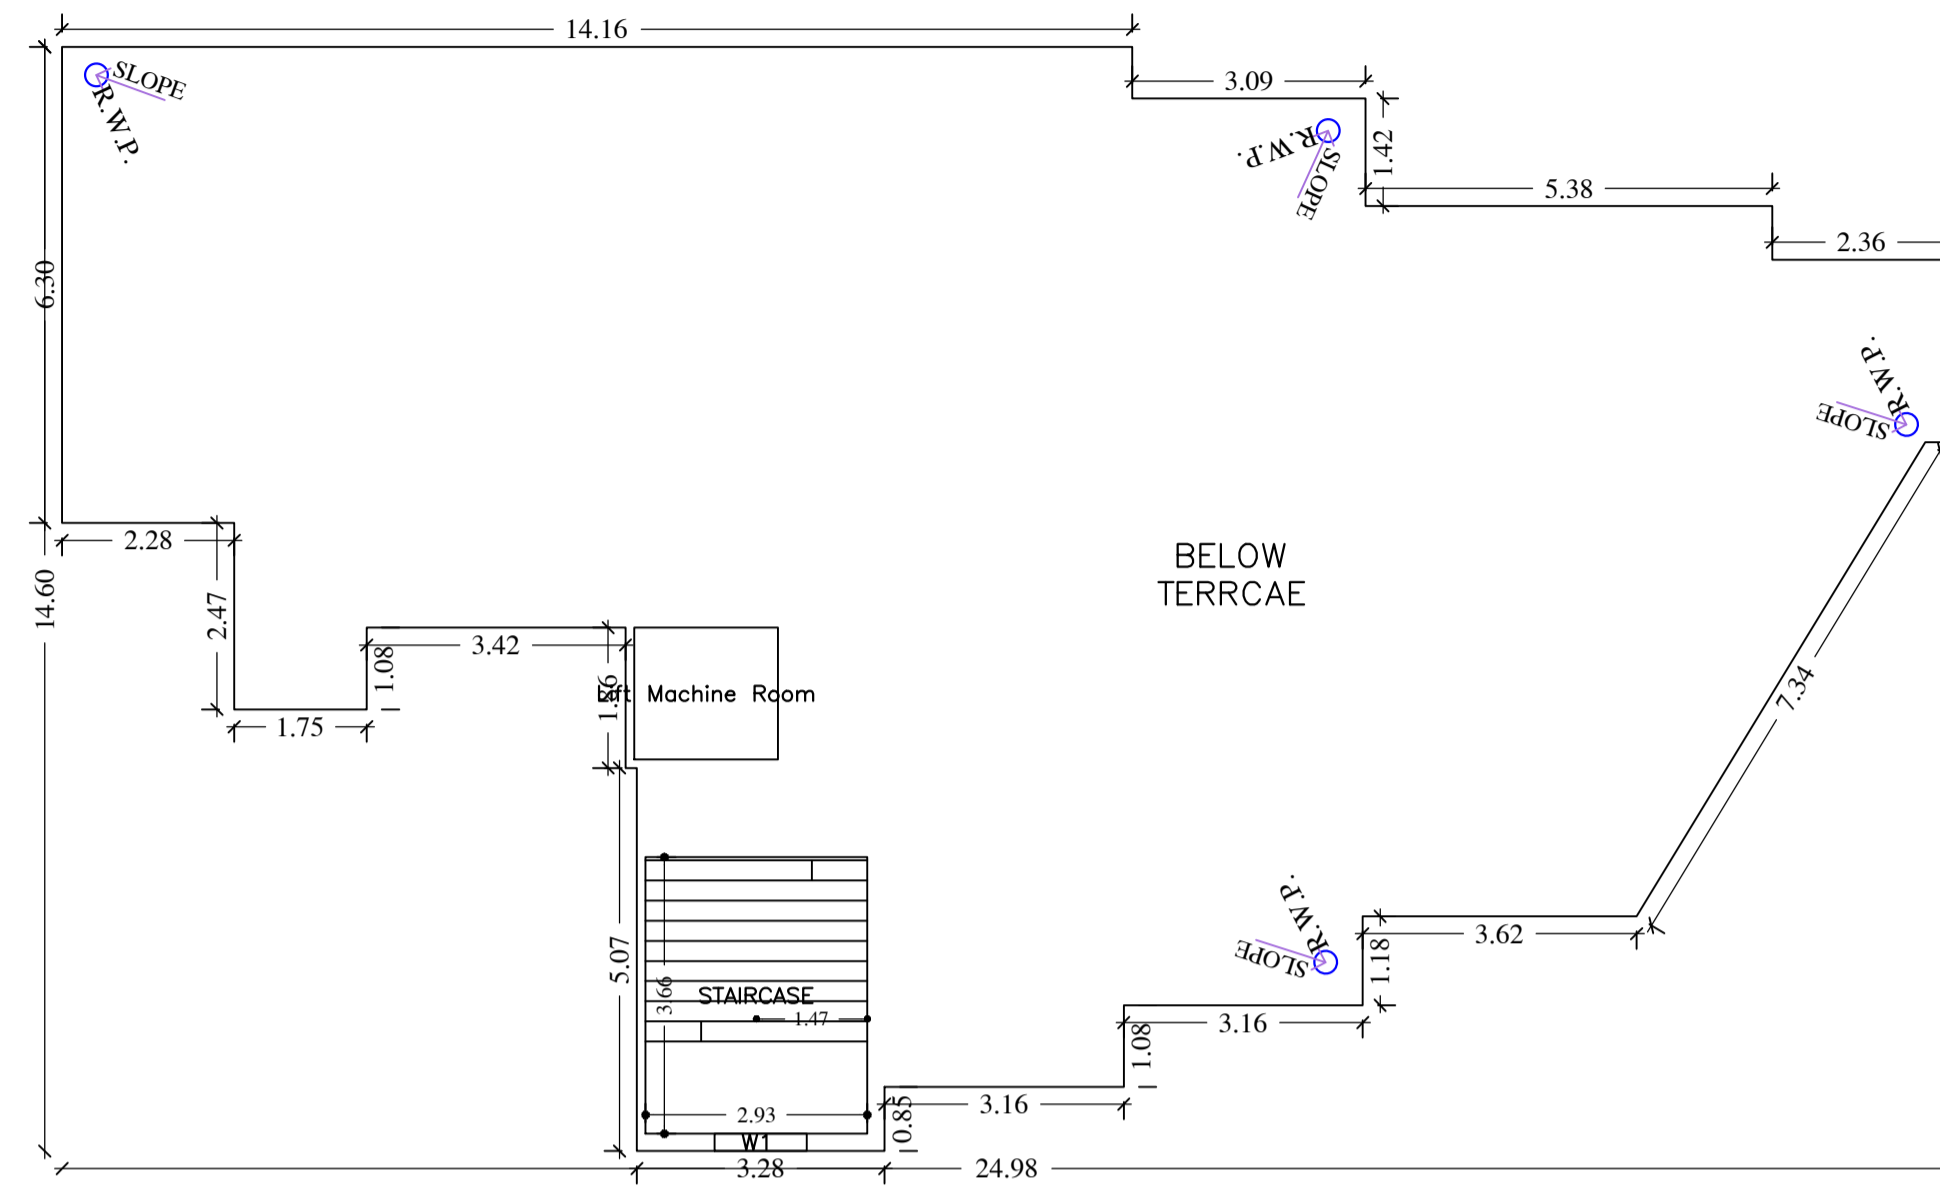 14.16
SLOPE
R.W.P.
3.09
R.W.P.
SLOPE
1.42
5.38
2.36
6.30
R.W.P.
SLOPE
2.28
2.47
14.60
BELOW
TERRCAE
3.42
1.08
1.75
Machine Room
7.34
5.07
3.66
STAIRCASE
1.47
R.W.P.
SLOPE
3.62
1.18
3.16
1.08
3.16
0.85
2.93
W1
3.28
24.98